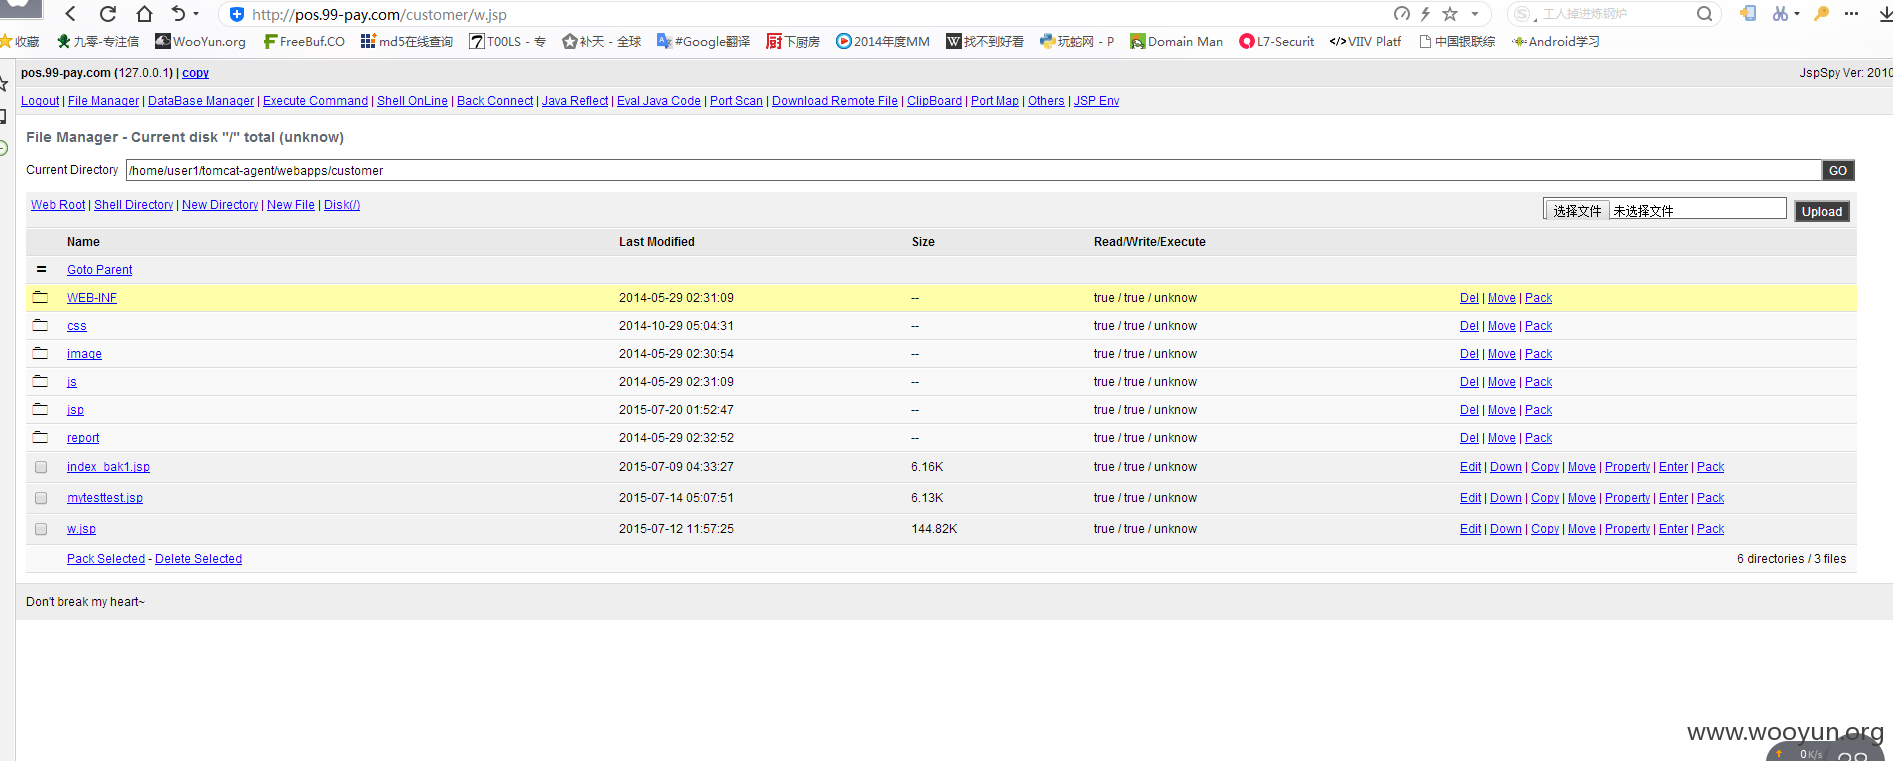 http://pos.99-pay.com/customer/w.jsp 工人掉进炼钢炉
收藏 九零-专注信 WooYun.org FreeBuf.CO md5在线查询 T00LS - 专 补天 - 全球 #Google翻译 下厨房 2014年度MM 找不到好看 玩蛇网 - P Domain Man L7-Securit VIIV Platf 中国银联综 Android学习
pos.99-pay.com (127.0.0.1) | copy JspSpy Ver: 2010
Logout | File Manager | DataBase Manager | Execute Command | Shell OnLine | Back Connect | Java Reflect | Eval Java Code | Port Scan | Download Remote File | ClipBoard | Port Map | Others | JSP Env
File Manager - Current disk "/" total (unknow)
Current Directory /home/user1/tomcat-agent/webapps/customer GO
Web Root | Shell Directory | New Directory | New File | Disk(/) 选择文件 未选择文件 Upload
Name Last Modified Size Read/Write/Execute
= Goto Parent
WEB-INF 2014-05-29 02:31:09 -- true / true / unknow Del | Move | Pack
css 2014-10-29 05:04:31 -- true / true / unknow Del | Move | Pack
image 2014-05-29 02:30:54 -- true / true / unknow Del | Move | Pack
js 2014-05-29 02:31:09 -- true / true / unknow Del | Move | Pack
jsp 2015-07-20 01:52:47 -- true / true / unknow Del | Move | Pack
report 2014-05-29 02:32:52 -- true / true / unknow Del | Move | Pack
index_bak1.jsp 2015-07-09 04:33:27 6.16K true / true / unknow Edit | Down | Copy | Move | Property | Enter | Pack
mytesttest.jsp 2015-07-14 05:07:51 6.13K true / true / unknow Edit | Down | Copy | Move | Property | Enter | Pack
w.jsp 2015-07-12 11:57:25 144.82K true / true / unknow Edit | Down | Copy | Move | Property | Enter | Pack
Pack Selected - Delete Selected 6 directories / 3 files
Don't break my heart~
www.wooyun.org
0K/s